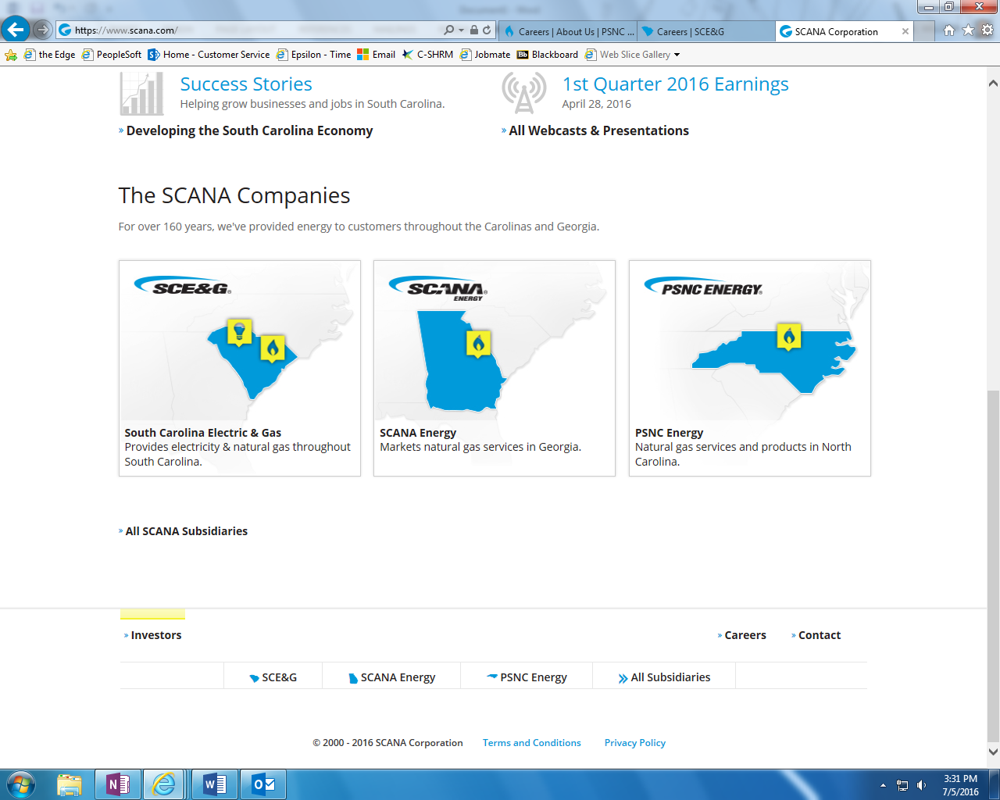 https://www.scana.com/
Careers | About Us | PSNC ...
Careers | SCE&G
SCANA Corporation
the Edge
PeopleSoft
Home - Customer Service
Epsilon - Time
Email
C-SHRM
Jobmate
Bb Blackboard
Web Slice Gallery
Success Stories
Helping grow businesses and jobs in South Carolina.
» Developing the South Carolina Economy
1st Quarter 2016 Earnings
April 28, 2016
» All Webcasts & Presentations
The SCANA Companies
For over 160 years, we've provided energy to customers throughout the Carolinas and Georgia.
SCE&G®
South Carolina Electric & Gas
Provides electricity & natural gas throughout
South Carolina.
SCANA®
ENERGY
SCANA Energy
Markets natural gas services in Georgia.
PSNC ENERGY®
PSNC Energy
Natural gas services and products in North
Carolina.
» All SCANA Subsidiaries
» Investors
» Careers
» Contact
SCE&G
SCANA Energy
PSNC Energy
All Subsidiaries
© 2000 - 2016 SCANA Corporation
Terms and Conditions
Privacy Policy
3:31 PM
7/5/2016